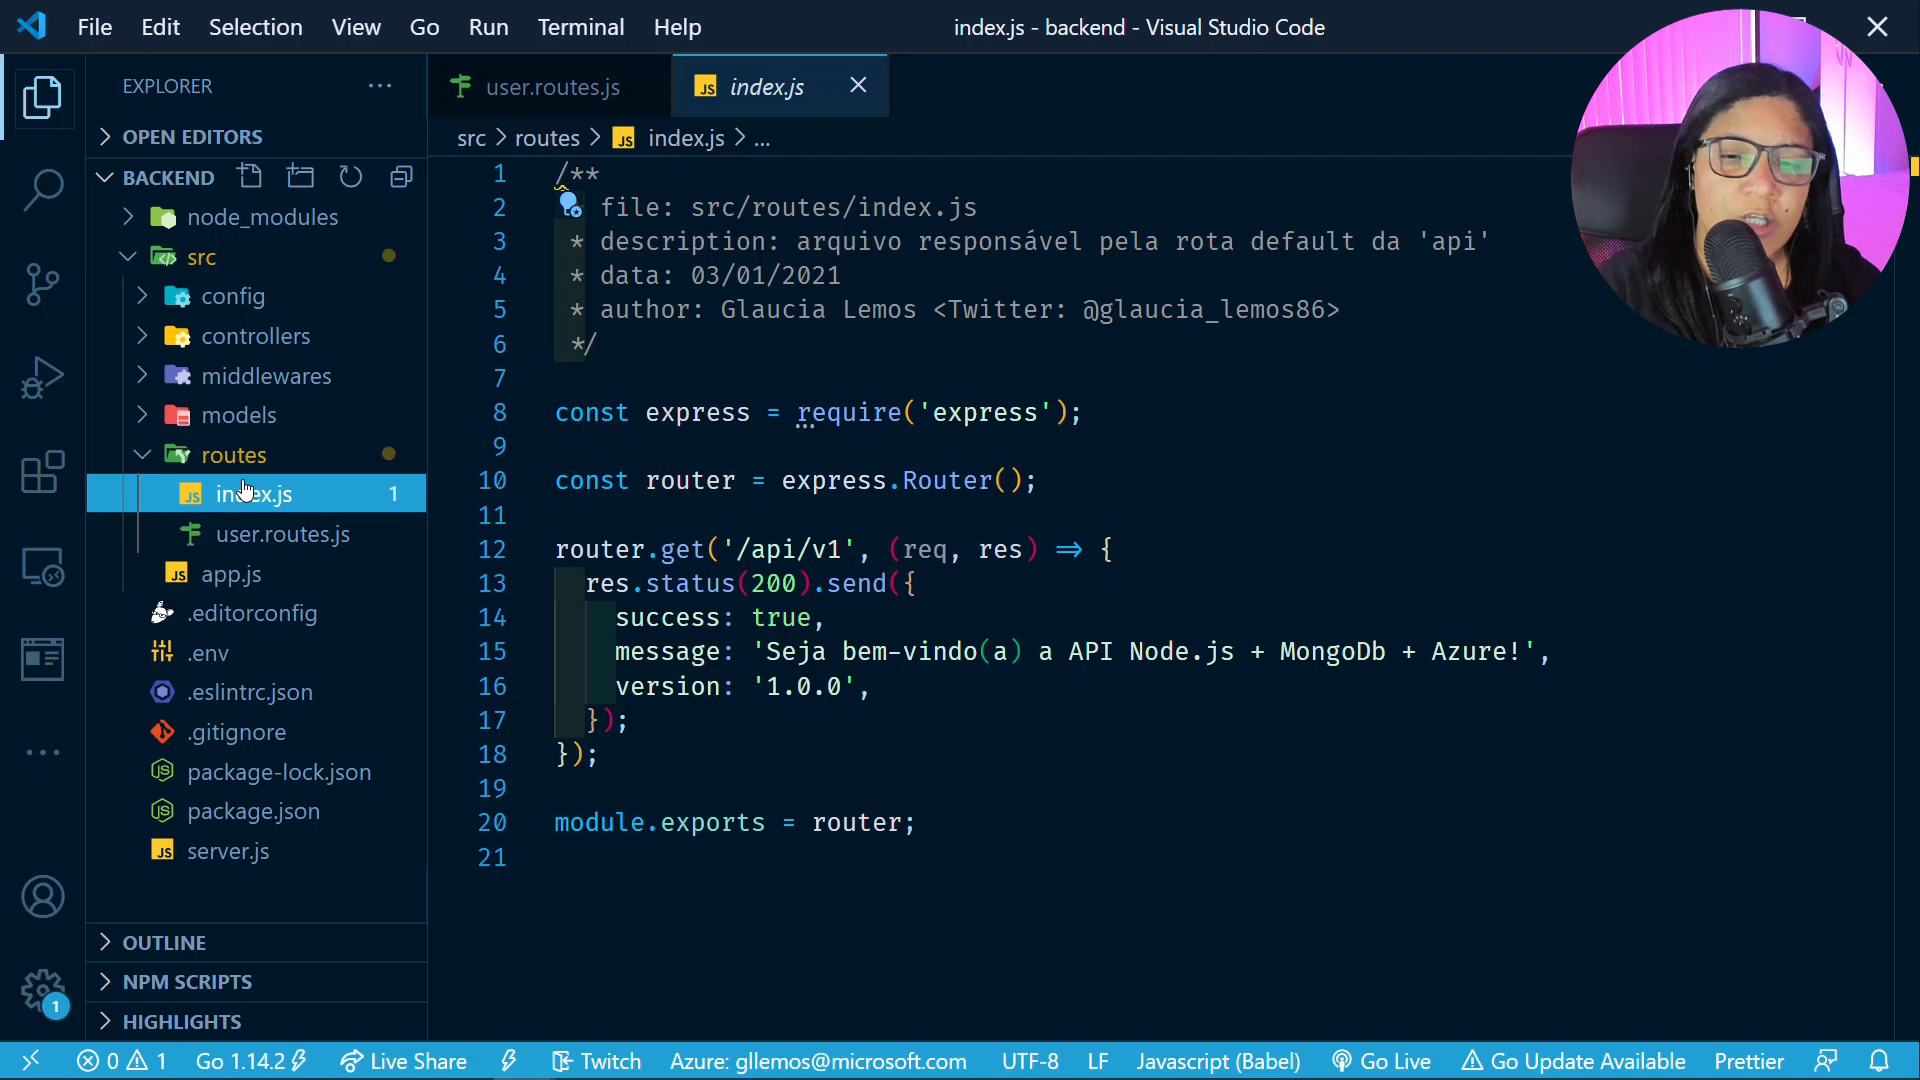 File Edit Selection View Go Run Terminal Help
index.js - backend - Visual Studio Code
EXPLORER
OPEN EDITORS
BACKEND
node_modules
src
config
controllers
middlewares
models
routes
index.js 1
user.routes.js
app.js
.editorconfig
.env
.eslintrc.json
.gitignore
package-lock.json
package.json
server.js
OUTLINE
NPM SCRIPTS
HIGHLIGHTS
1
user.routes.js
index.js
src > routes > index.js > ...
1 /**
2 file: src/routes/index.js
3 * description: arquivo responsável pela rota default da 'api'
4 * data: 03/01/2021
5 * author: Glaucia Lemos <Twitter: @glaucia_lemos86>
6 */
7
8 const express = require('express');
9
10 const router = express.Router();
11
12 router.get('/api/v1', (req, res) => {
13 res.status(200).send({
14 success: true,
15 message: 'Seja bem-vindo(a) a API Node.js + MongoDb + Azure!',
16 version: '1.0.0',
17 });
18 });
19
20 module.exports = router;
21
0 1 Go 1.14.2 Live Share Twitch Azure: gllemos@microsoft.com UTF-8 LF Javascript (Babel) Go Live Go Update Available Prettier